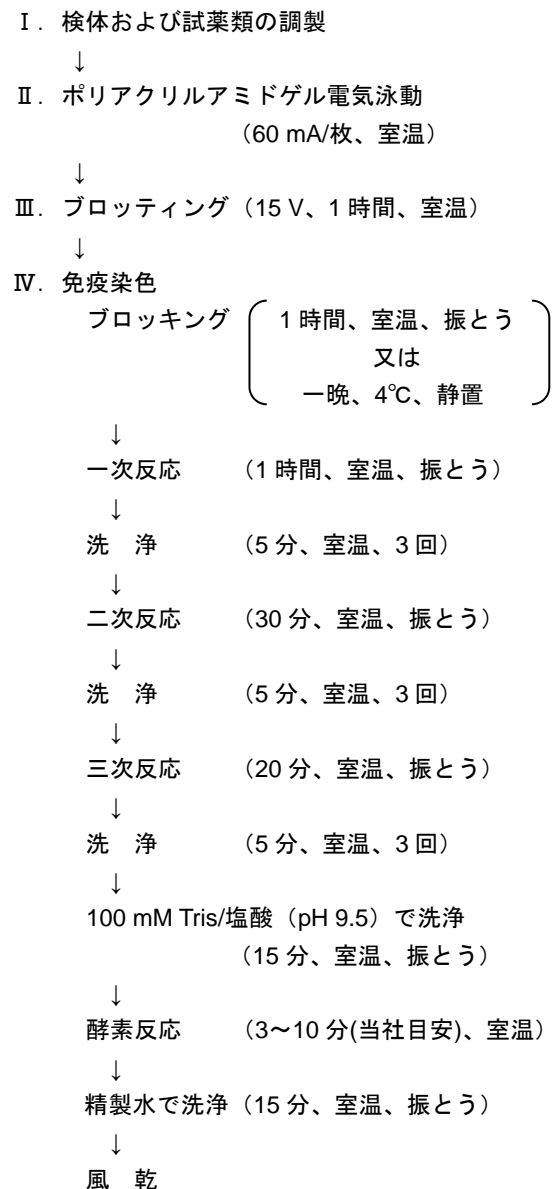 Ⅰ．検体および試薬類の調製
↓
Ⅱ．ポリアクリルアミドゲル電気泳動
（60 mA/枚、室温）
↓
Ⅲ．ブロッティング（15 V、1 時間、室温）
↓
Ⅳ．免疫染色
ブロッキング
1 時間、室温、振とう
又は
一晩、4℃、静置
↓
一次反応　（1 時間、室温、振とう）
↓
洗　浄　（5 分、室温、3 回）
↓
二次反応　（30 分、室温、振とう）
↓
洗　浄　（5 分、室温、3 回）
↓
三次反応　（20 分、室温、振とう）
↓
洗　浄　（5 分、室温、3 回）
↓
100 mM Tris/塩酸（pH 9.5）で洗浄
（15 分、室温、振とう）
↓
酵素反応　（3～10 分(当社目安)、室温）
↓
精製水で洗浄（15 分、室温、振とう）
↓
風　乾